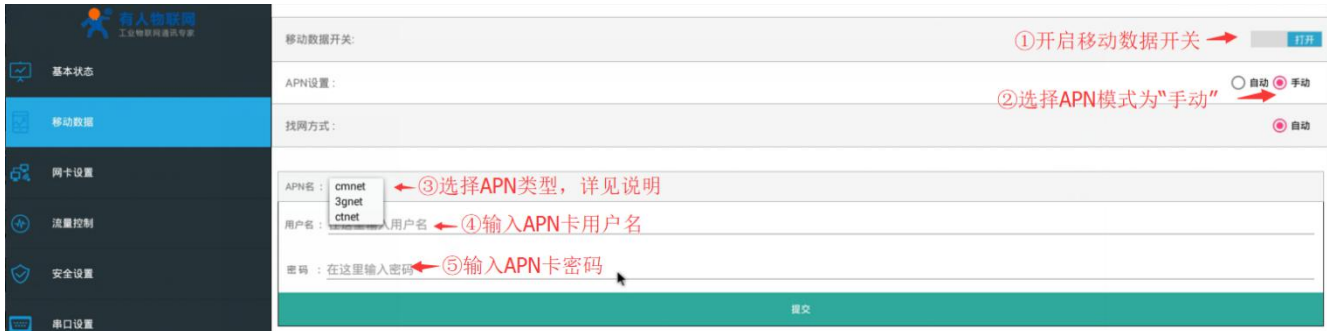 有人物联网
工业物联网通讯专家
基本状态
移动数据
网卡设置
流量控制
安全设置
串口设置
移动数据开关:
①开启移动数据开关
打开
APN设置:
自动 手动
②选择APN模式为“手动”
找网方式:
自动
APN名:
cmnet
3gnet
ctnet
③选择APN类型，详见说明
用户名:
入用户名
④输入APN卡用户名
密码 : 在这里输入密码
⑤输入APN卡密码
提交